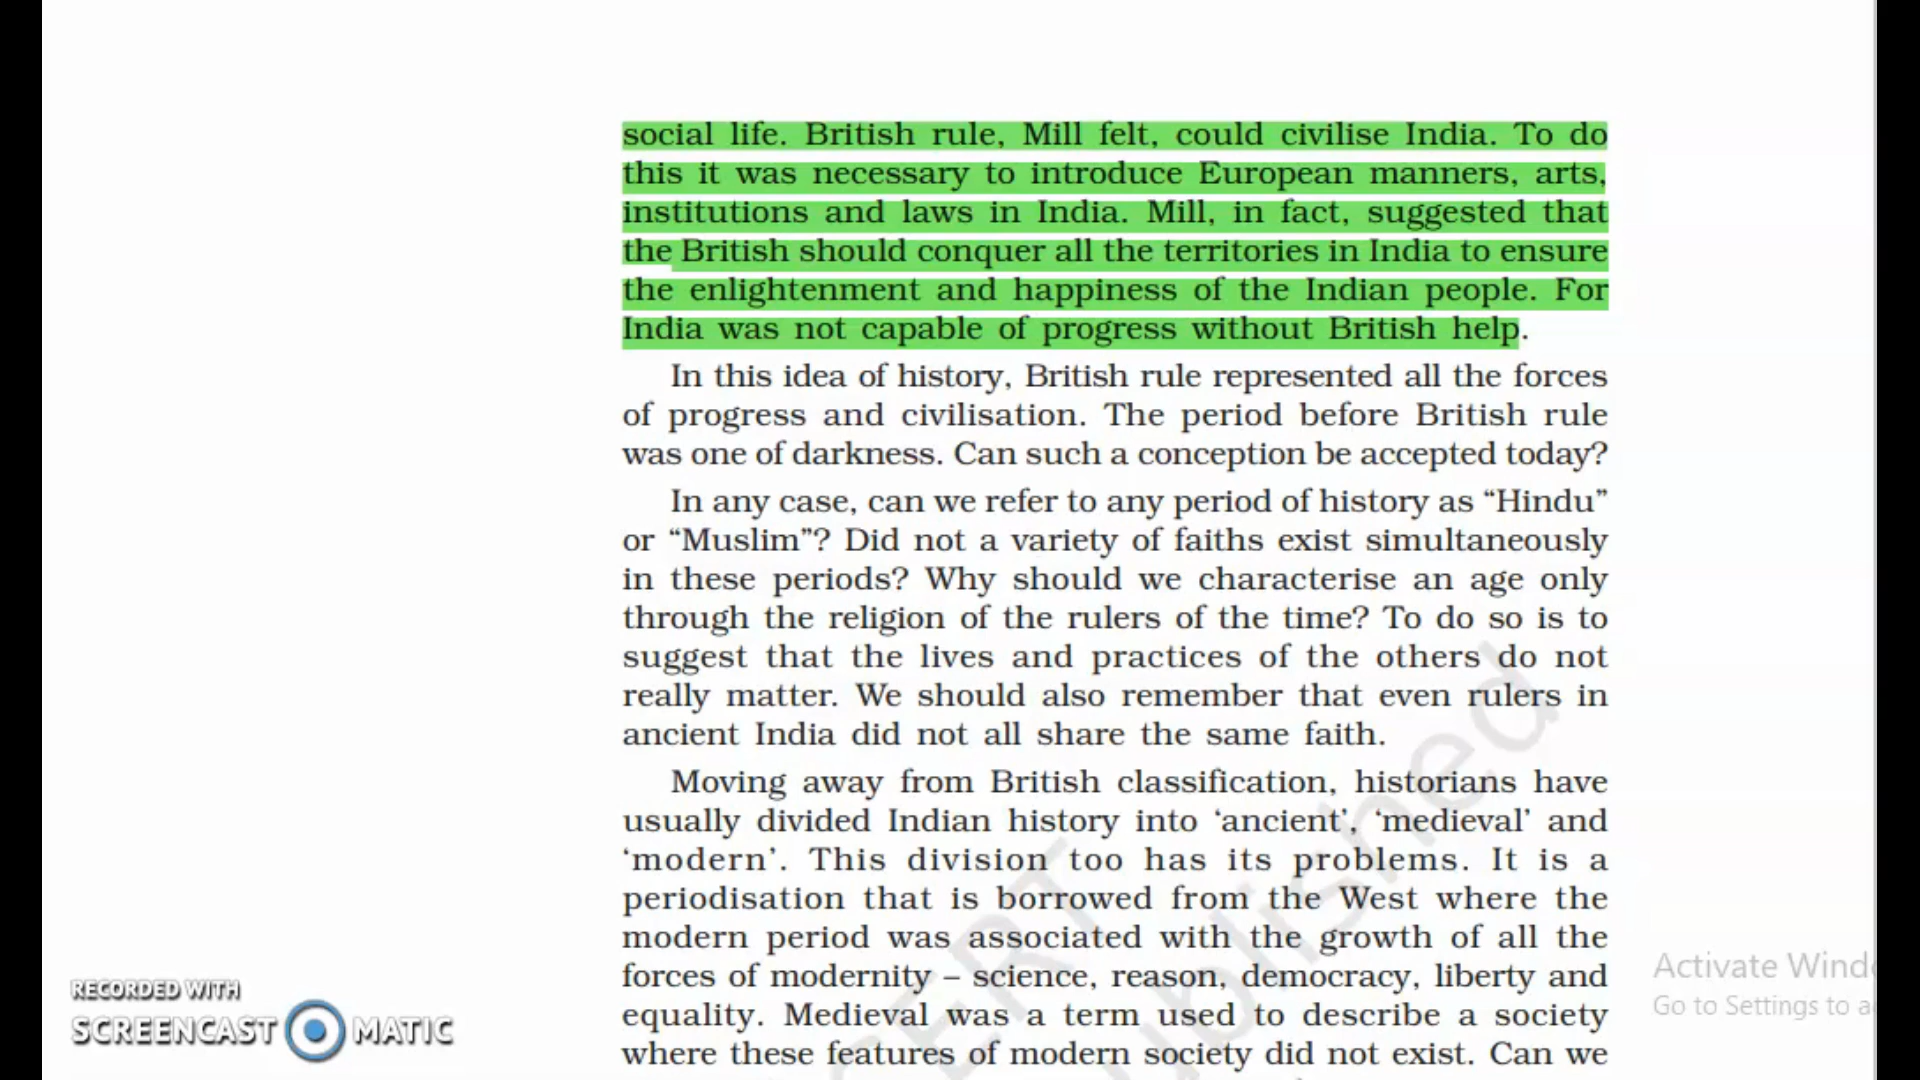 social life. British rule, Mill felt, could civilise India. To do
this it was necessary to introduce European manners, arts,
institutions and laws in India. Mill, in fact, suggested that
the British should conquer all the territories in India to ensure
the enlightenment and happiness of the Indian people. For
India was not capable of progress without British help.
In this idea of history, British rule represented all the forces
of progress and civilisation. The period before British rule
was one of darkness. Can such a conception be accepted today?
In any case, can we refer to any period of history as “Hindu”
or “Muslim”? Did not a variety of faiths exist simultaneously
in these periods? Why should we characterise an age only
through the religion of the rulers of the time? To do so is to
suggest that the lives and practices of the others do not
really matter. We should also remember that even rulers in
ancient India did not all share the same faith.
Moving away from British classification, historians have
usually divided Indian history into ‘ancient’, ‘medieval’ and
‘modern’. This division too has its problems. It is a
periodisation that is borrowed from the West where the
modern period was associated with the growth of all the
forces of modernity – science, reason, democracy, liberty and
equality. Medieval was a term used to describe a society
where these features of modern society did not exist. Can we
RECORDED WITH
SCREENCAST MATIC
Activate Wind
Go to Settings to a